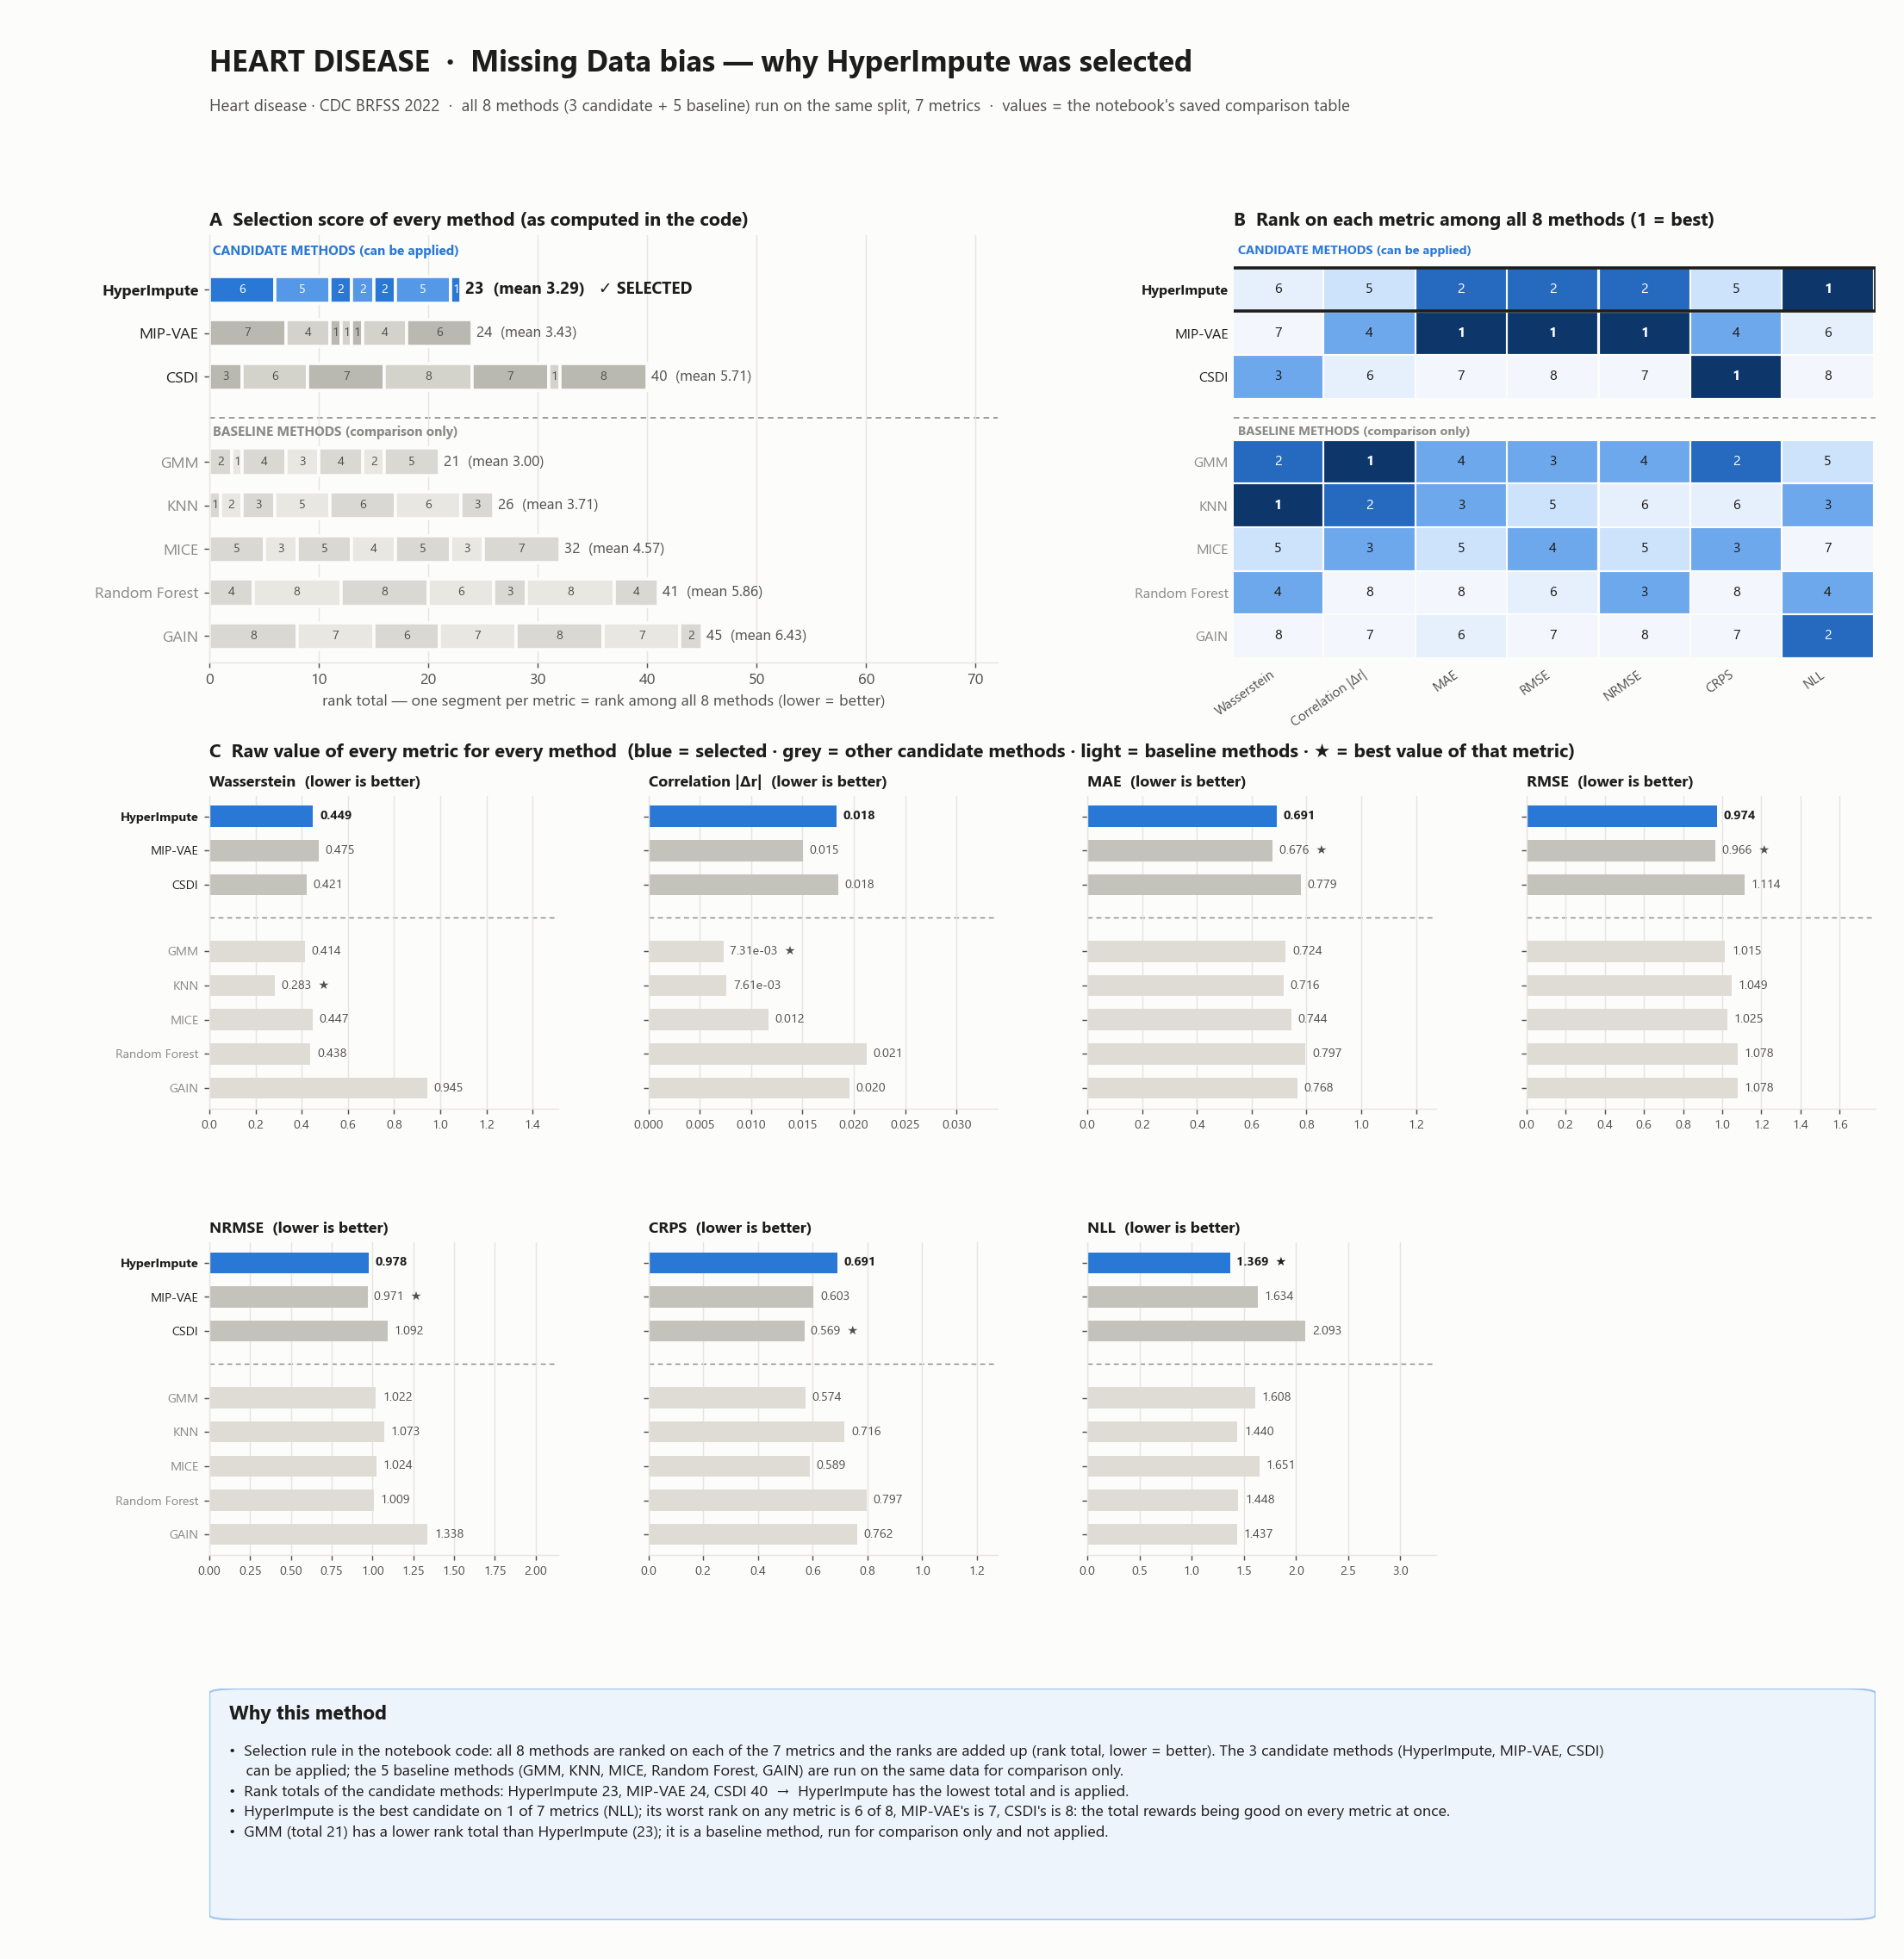 HEART DISEASE · Missing Data bias — why HyperImpute was selected
Heart disease · CDC BRFSS 2022 · all 8 methods (3 candidate + 5 baseline) run on the same split, 7 metrics · values = the notebook's saved comparison table
A Selection score of every method (as computed in the code)
CANDIDATE METHODS (can be applied)
HyperImpute 6 5 2 2 2 5 1 23 (mean 3.29) ✓ SELECTED
MIP-VAE 7 4 1 1 1 4 6 24 (mean 3.43)
CSDI 3 6 7 8 7 1 8 40 (mean 5.71)
BASELINE METHODS (comparison only)
GMM 2 1 4 3 4 2 5 21 (mean 3.00)
KNN 1 2 3 5 6 6 3 26 (mean 3.71)
MICE 5 3 5 4 5 3 7 32 (mean 4.57)
Random Forest 4 8 8 6 3 8 4 41 (mean 5.86)
GAIN 8 7 6 7 8 7 2 45 (mean 6.43)
0 10 20 30 40 50 60 70
rank total — one segment per metric = rank among all 8 methods (lower = better)
B Rank on each metric among all 8 methods (1 = best)
CANDIDATE METHODS (can be applied)
HyperImpute 6 5 2 2 2 5 1
MIP-VAE 7 4 1 1 1 4 6
CSDI 3 6 7 8 7 1 8
BASELINE METHODS (comparison only)
GMM 2 1 4 3 4 2 5
KNN 1 2 3 5 6 6 3
MICE 5 3 5 4 5 3 7
Random Forest 4 8 8 6 3 8 4
GAIN 8 7 6 7 8 7 2
Wasserstein Correlation |Δr| MAE RMSE NRMSE CRPS NLL
C Raw value of every metric for every method (blue = selected · grey = other candidate methods · light = baseline methods · ★ = best value of that metric)
Wasserstein (lower is better)
HyperImpute 0.449
MIP-VAE 0.475
CSDI 0.421
GMM 0.414
KNN 0.283 ★
MICE 0.447
Random Forest 0.438
GAIN 0.945
0.0 0.2 0.4 0.6 0.8 1.0 1.2 1.4
Correlation |Δr| (lower is better)
0.018
0.015
0.018
7.31e-03 ★
7.61e-03
0.012
0.021
0.020
0.000 0.005 0.010 0.015 0.020 0.025 0.030
MAE (lower is better)
0.691
0.676 ★
0.779
0.724
0.716
0.744
0.797
0.768
0.0 0.2 0.4 0.6 0.8 1.0 1.2
RMSE (lower is better)
0.974
0.966 ★
1.114
1.015
1.049
1.025
1.078
1.078
0.0 0.2 0.4 0.6 0.8 1.0 1.2 1.4 1.6
NRMSE (lower is better)
HyperImpute 0.978
MIP-VAE 0.971 ★
CSDI 1.092
GMM 1.022
KNN 1.073
MICE 1.024
Random Forest 1.009
GAIN 1.338
0.00 0.25 0.50 0.75 1.00 1.25 1.50 1.75 2.00
CRPS (lower is better)
0.691
0.603
0.569 ★
0.574
0.716
0.589
0.797
0.762
0.0 0.2 0.4 0.6 0.8 1.0 1.2
NLL (lower is better)
1.369 ★
1.634
2.093
1.608
1.440
1.651
1.448
1.437
0.0 0.5 1.0 1.5 2.0 2.5 3.0
Why this method
• Selection rule in the notebook code: all 8 methods are ranked on each of the 7 metrics and the ranks are added up (rank total, lower = better). The 3 candidate methods (HyperImpute, MIP-VAE, CSDI)
can be applied; the 5 baseline methods (GMM, KNN, MICE, Random Forest, GAIN) are run on the same data for comparison only.
• Rank totals of the candidate methods: HyperImpute 23, MIP-VAE 24, CSDI 40 → HyperImpute has the lowest total and is applied.
• HyperImpute is the best candidate on 1 of 7 metrics (NLL); its worst rank on any metric is 6 of 8, MIP-VAE's is 7, CSDI's is 8: the total rewards being good on every metric at once.
• GMM (total 21) has a lower rank total than HyperImpute (23); it is a baseline method, run for comparison only and not applied.